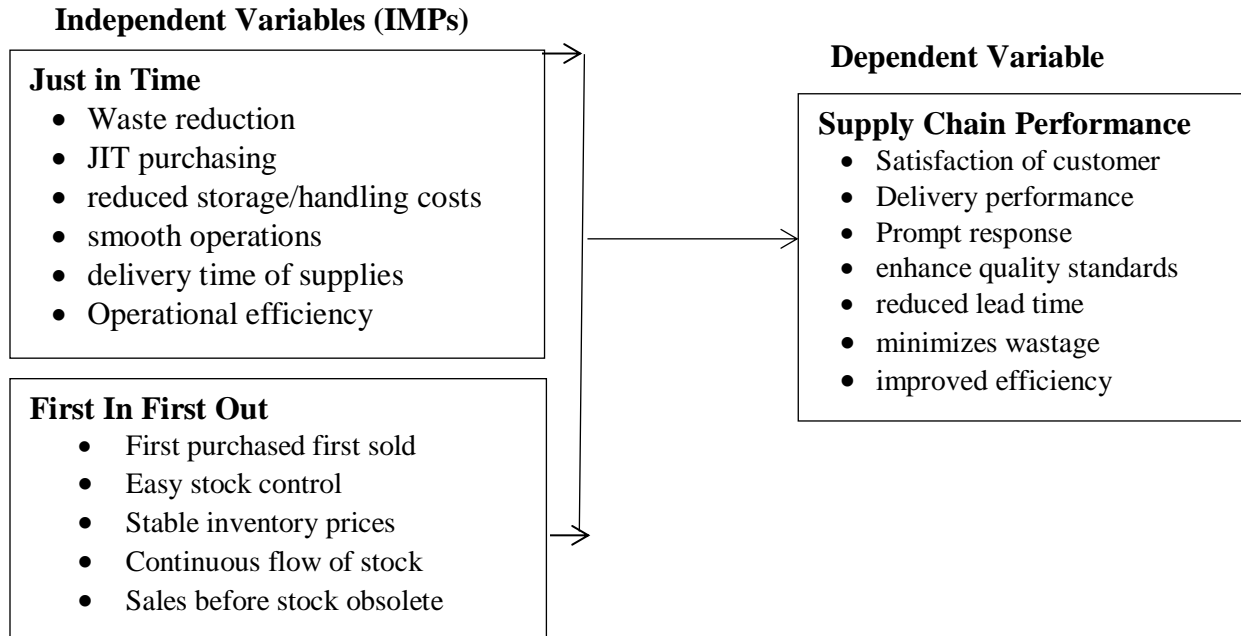 Independent Variables (IMPs)
Just in Time
• Waste reduction
• JIT purchasing
• reduced storage/handling costs
• smooth operations
• delivery time of supplies
• Operational efficiency
First In First Out
• First purchased first sold
• Easy stock control
• Stable inventory prices
• Continuous flow of stock
• Sales before stock obsolete
Dependent Variable
Supply Chain Performance
• Satisfaction of customer
• Delivery performance
• Prompt response
• enhance quality standards
• reduced lead time
• minimizes wastage
• improved efficiency